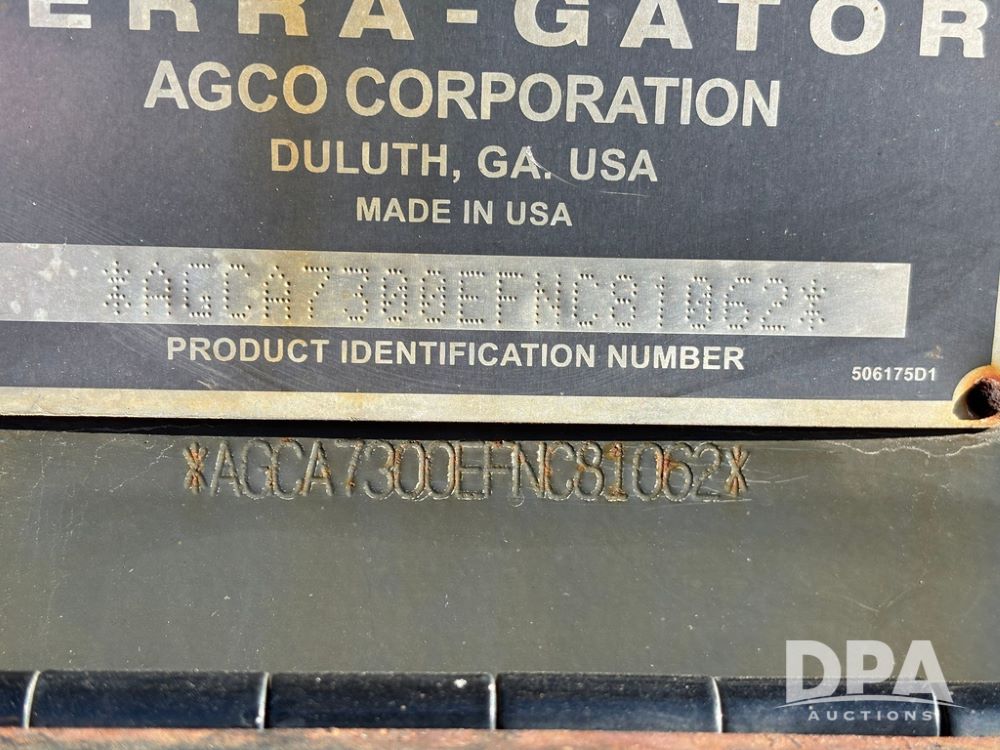 ERRA-GATOR
AGCO CORPORATION
DULUTH, GA. USA
MADE IN USA
*AGCA7300EFNC81062*
PRODUCT IDENTIFICATION NUMBER
506175D1
*AGCA7300EFNC81062*
DPA
AUCTIONS